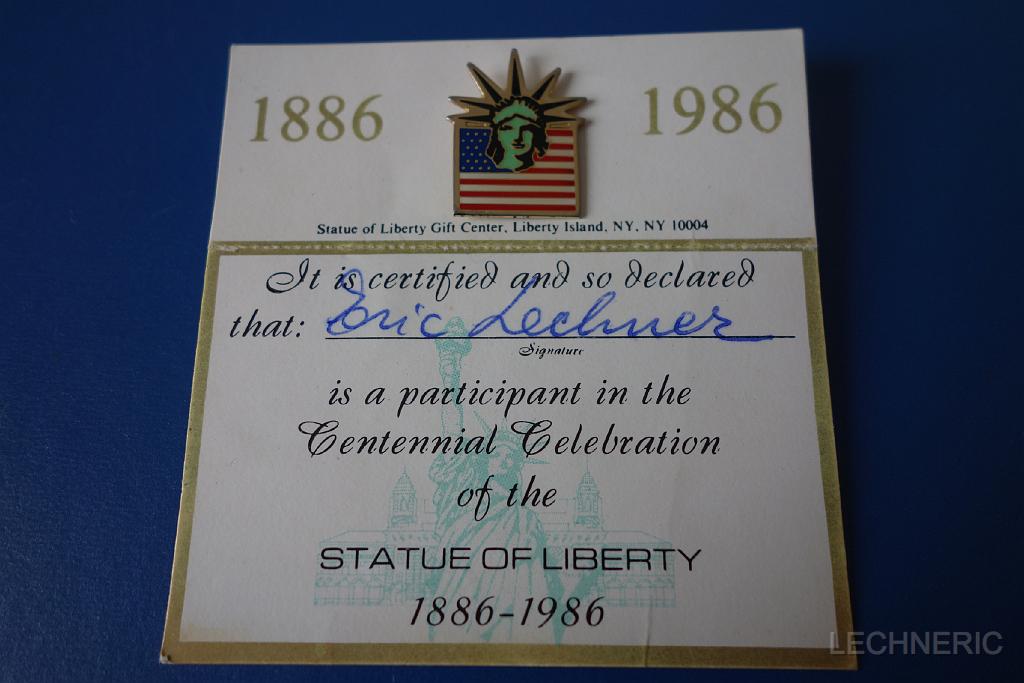 1886 1986
Statue of Liberty Gift Center, Liberty Island, NY, NY 10004
It is certified and so declared
that: Eric Lechner
Signature
is a participant in the
Centennial Celebration
of the
STATUE OF LIBERTY
1886-1986
LECHNERIC